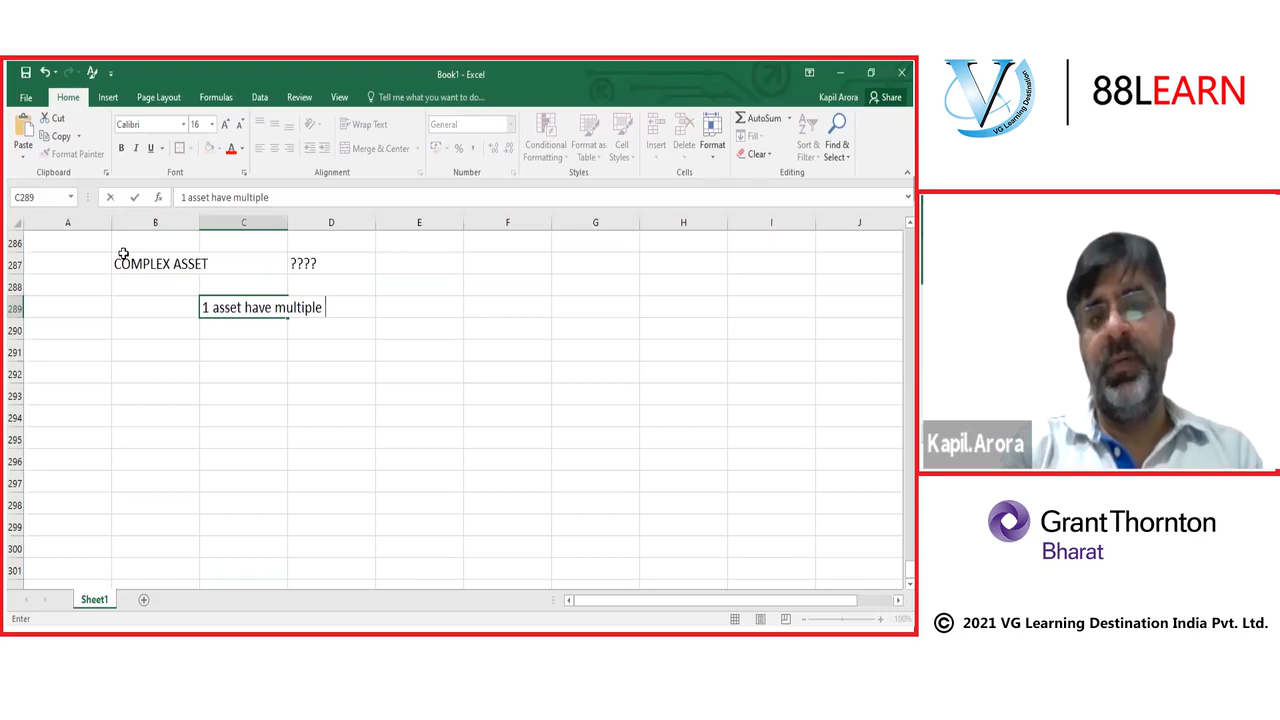 Book1 - Excel
File Home Insert Page Layout Formulas Data Review View Tell me what you want to do... Kapil Arora Share
Paste
Cut
Copy
Format Painter
Clipboard
Calibri 16
B I U
Font
Wrap Text
Merge & Center
Alignment
General
Number
Conditional Formatting
Format as Table
Cell Styles
Styles
Insert Delete Format
Cells
AutoSum
Fill
Clear
Sort & Filter
Find & Select
Editing
C289 1 asset have multiple
A B C D E F G H I J
286
287 COMPLEX ASSET ????
288
289 1 asset have multiple
290
291
292
293
294
295
296
297
298
299
300
301
Sheet1
Enter 100%
VG Learning Destination
88LEARN
Kapil.Arora
Grant Thornton
Bharat
© 2021 VG Learning Destination India Pvt. Ltd.